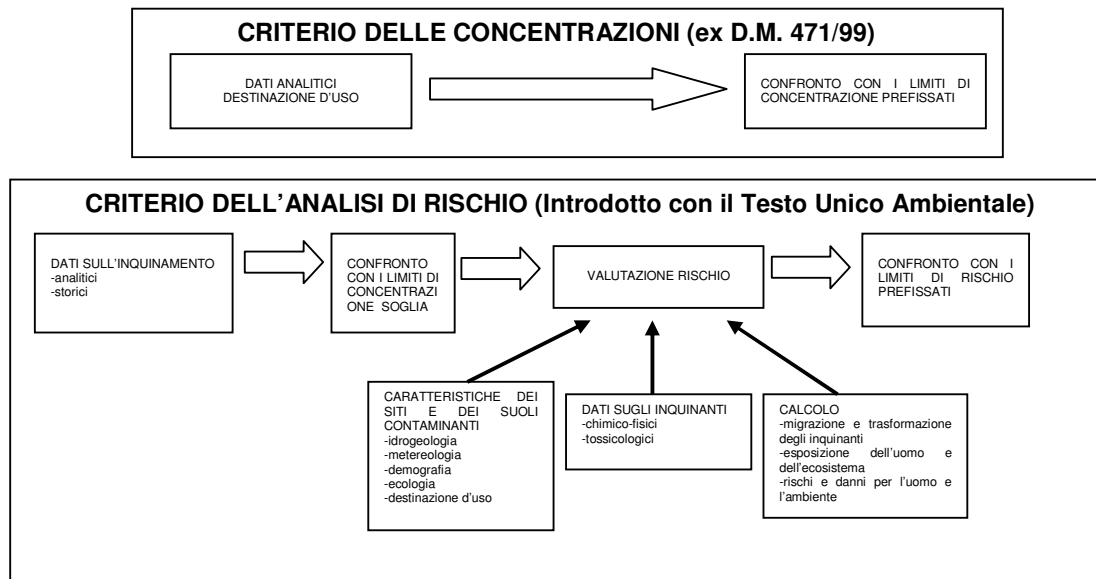 CRITERIO DELLE CONCENTRAZIONI (ex D.M. 471/99)
DATI ANALITICI
DESTINAZIONE D'USO
CONFRONTO CON I LIMITI DI
CONCENTRAZIONE PREFISSATI
CRITERIO DELL'ANALISI DI RISCHIO (Introdotto con il Testo Unico Ambientale)
DATI SULL'INQUINAMENTO
-analitici
-storici
CONFRONTO
CON I LIMITI DI
CONCENTRAZI
ONE SOGLIA
VALUTAZIONE RISCHIO
CONFRONTO CON I
LIMITI DI RISCHIO
PREFISSATI
CARATTERISTICHE DEI
SITI E DEI SUOLI
CONTAMINANTI
-idrogeologia
-metereologia
-demografia
-ecologia
-destinazione d'uso
DATI SUGLI INQUINANTI
-chimico-fisici
-tossicologici
CALCOLO
-migrazione e trasformazione
degli inquinanti
-esposizione dell'uomo e
dell'ecosistema
-rischi e danni per l'uomo e
l'ambiente